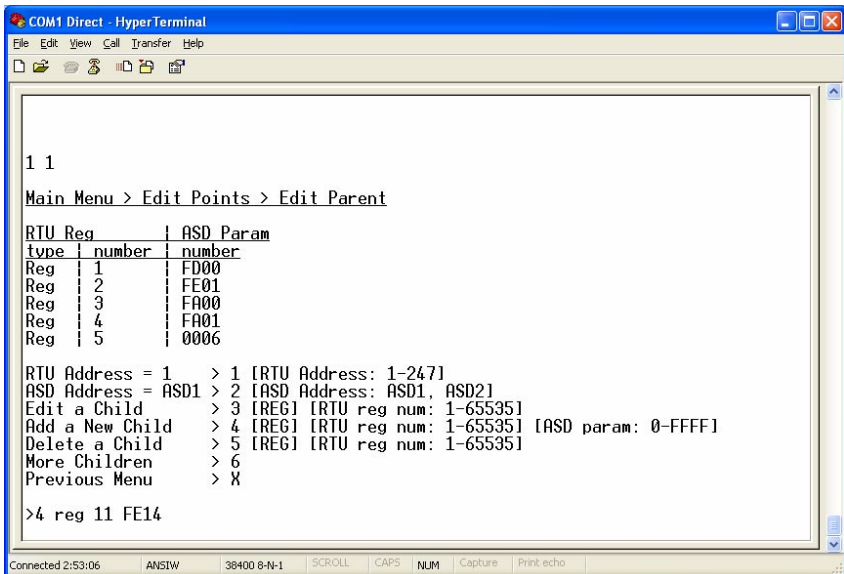 COM1 Direct - HyperTerminal
File Edit View Call Transfer Help
1 1
Main Menu > Edit Points > Edit Parent
RTU Reg | ASD Param
type | number | number
Reg | 1 | FD00
Reg | 2 | FE01
Reg | 3 | FA00
Reg | 4 | FA01
Reg | 5 | 0006
RTU Address = 1 > 1 [RTU Address: 1-247]
ASD Address = ASD1 > 2 [ASD Address: ASD1, ASD2]
Edit a Child > 3 [REG] [RTU reg num: 1-65535]
Add a New Child > 4 [REG] [RTU reg num: 1-65535] [ASD param: 0-FFFF]
Delete a Child > 5 [REG] [RTU reg num: 1-65535]
More Children > 6
Previous Menu > X
>4 reg 11 FE14
Connected 2:53:06 ANSIW 38400 8-N-1 SCROLL CAPS NUM Capture Print echo